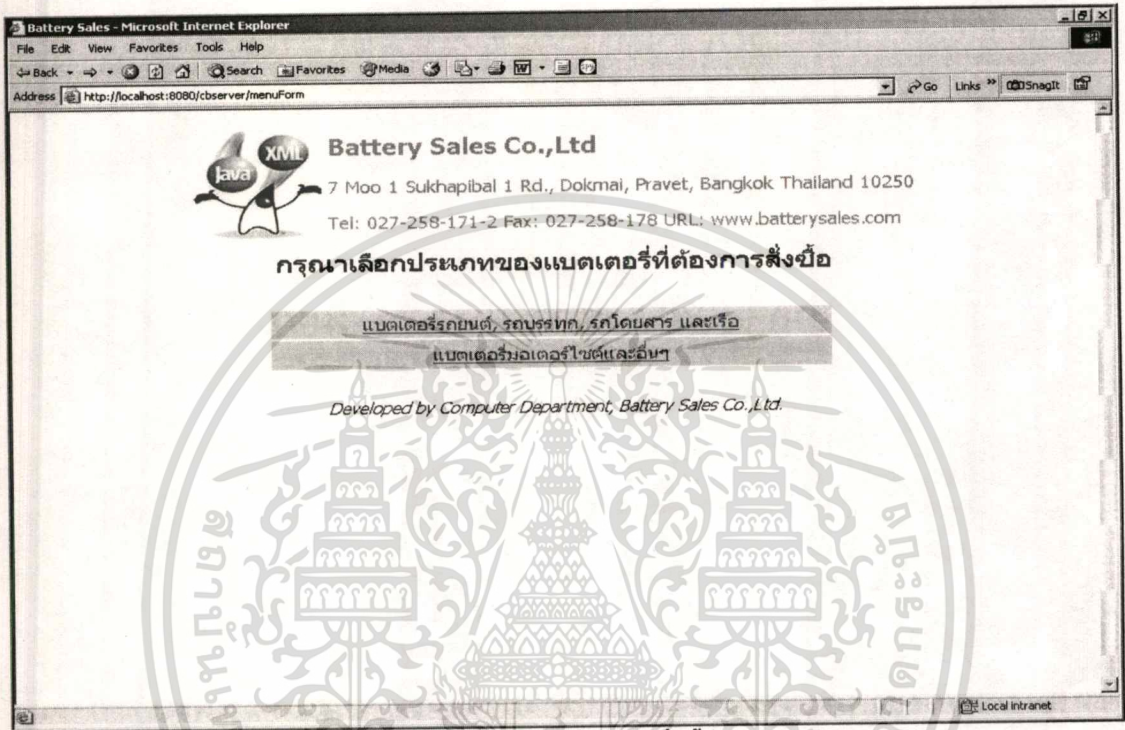 Battery Sales - Microsoft Internet Explorer
File Edit View Favorites Tools Help
Back Search Favorites Media
Address http://localhost:8080/cbserver/menuForm Go Links » SnagIt
Java XML
Battery Sales Co.,Ltd
7 Moo 1 Sukhapibal 1 Rd., Dokmai, Pravet, Bangkok Thailand 10250
Tel: 027-258-171-2 Fax: 027-258-178 URL: www.batterysales.com
กรุณาเลือกประเภทของแบตเตอรี่ที่ต้องการสั่งซื้อ
แบตเตอรี่รถยนต์, รถบรรทุก, รถโดยสาร และเรือ
แบตเตอรี่มอเตอร์ไซค์และอื่นๆ
Developed by Computer Department, Battery Sales Co.,Ltd.
Local intranet